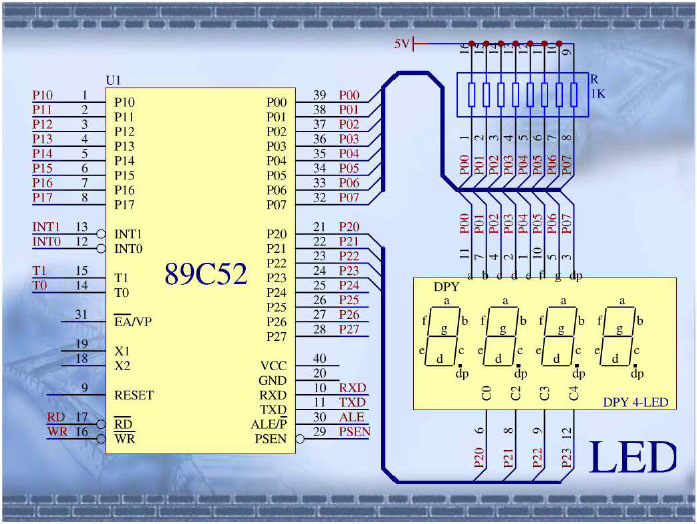 5V
16 15 14 13 12 11 10 9
R
1K
1 2 3 4 5 6 7 8
P00 P01 P02 P03 P04 P05 P06 P07
U1
P10 1 P10 P00 39 P00
P11 2 P11 P01 38 P01
P12 3 P12 P02 37 P02
P13 4 P13 P03 36 P03
P14 5 P14 P04 35 P04
P15 6 P15 P05 34 P05
P16 7 P16 P06 33 P06
P17 8 P17 P07 32 P07
INT1 13 INT1 P20 21 P20
INT0 12 INT0 P21 22 P21
P22 23 P22
T1 15 T1 P23 24 P23
T0 14 T0 P24 25 P24
P25 26 P25
31 EA/VP P26 27 P26
P27 28 P27
19 X1
18 X2 VCC 40
GND 20
9 RESET RXD 10 RXD
TXD 11 TXD
RD 17 RD ALE/P 30 ALE
WR 16 WR PSEN 29 PSEN
89C52
P00 P01 P02 P03 P04 P05 P06 P07
11 7 4 2 1 10 5 3
a b c d e f g dp
DPY
a a a a
f b f b f b f b
g g g g
e c e c e c e c
d d d d
dp dp dp dp
C0 C2 C3 C4
DPY 4-LED
6 8 9 12
P20 P21 P22 P23
LED